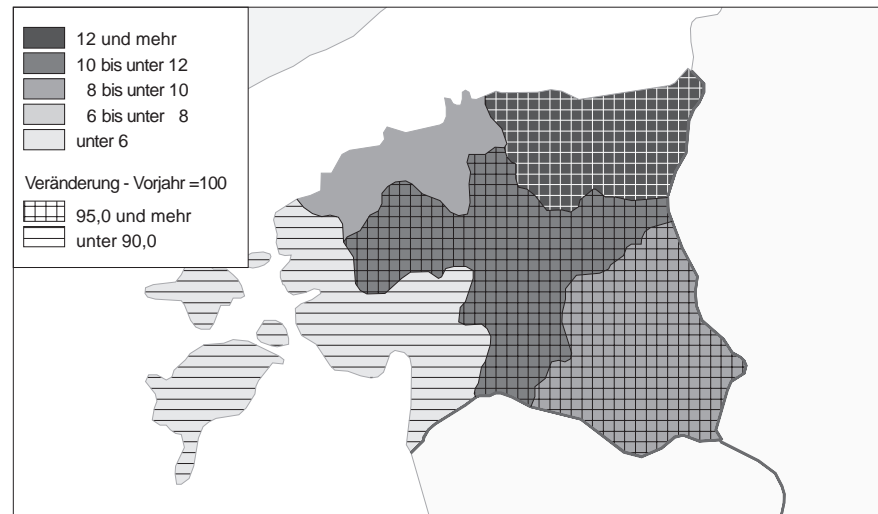 12 und mehr
10 bis unter 12
8 bis unter 10
6 bis unter 8
unter 6
Veränderung - Vorjahr =100
95,0 und mehr
unter 90,0